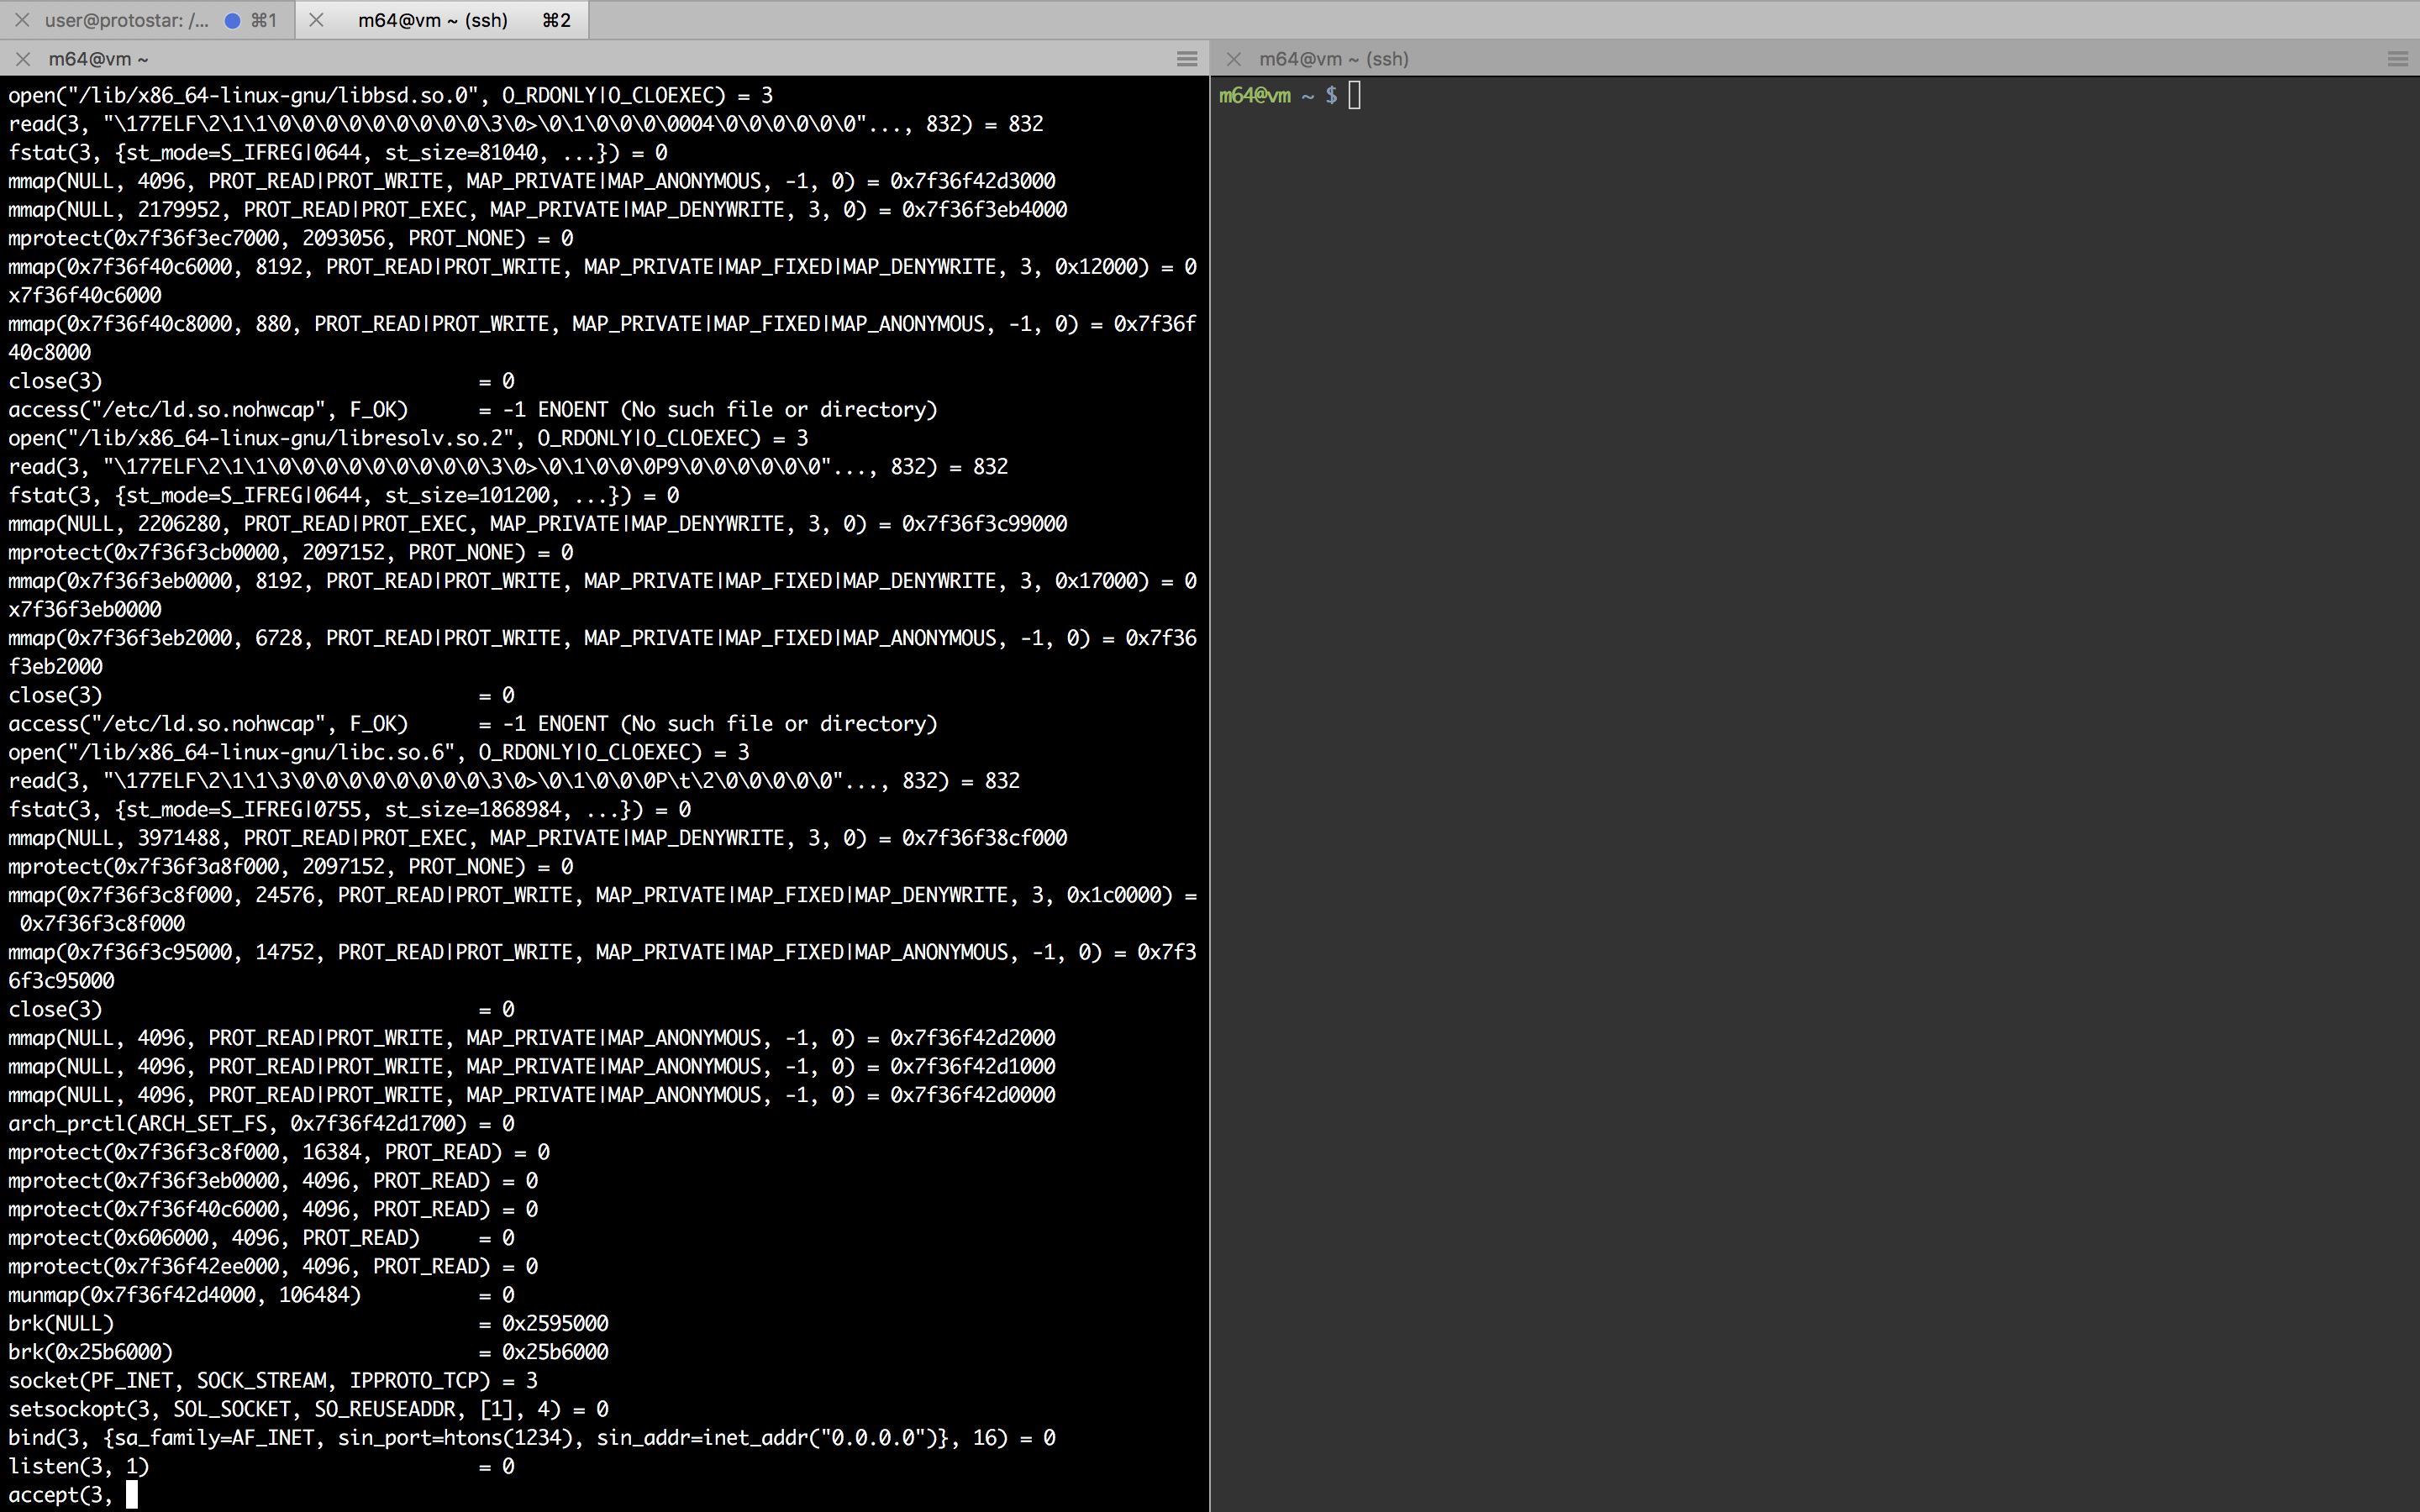 user@protostar: /... ⌘1
m64@vm ~ (ssh) ⌘2
m64@vm ~
open("/lib/x86_64-linux-gnu/libbsd.so.0", O_RDONLY|O_CLOEXEC) = 3
read(3, "\177ELF\2\1\1\0\0\0\0\0\0\0\0\0\3\0>\0\1\0\0\0\0004\0\0\0\0\0\0"..., 832) = 832
fstat(3, {st_mode=S_IFREG|0644, st_size=81040, ...}) = 0
mmap(NULL, 4096, PROT_READ|PROT_WRITE, MAP_PRIVATE|MAP_ANONYMOUS, -1, 0) = 0x7f36f42d3000
mmap(NULL, 2179952, PROT_READ|PROT_EXEC, MAP_PRIVATE|MAP_DENYWRITE, 3, 0) = 0x7f36f3eb4000
mprotect(0x7f36f3ec7000, 2093056, PROT_NONE) = 0
mmap(0x7f36f40c6000, 8192, PROT_READ|PROT_WRITE, MAP_PRIVATE|MAP_FIXED|MAP_DENYWRITE, 3, 0x12000) = 0
x7f36f40c6000
mmap(0x7f36f40c8000, 880, PROT_READ|PROT_WRITE, MAP_PRIVATE|MAP_FIXED|MAP_ANONYMOUS, -1, 0) = 0x7f36f
40c8000
close(3)                                = 0
access("/etc/ld.so.nohwcap", F_OK)      = -1 ENOENT (No such file or directory)
open("/lib/x86_64-linux-gnu/libresolv.so.2", O_RDONLY|O_CLOEXEC) = 3
read(3, "\177ELF\2\1\1\0\0\0\0\0\0\0\0\0\3\0>\0\1\0\0\0P9\0\0\0\0\0\0"..., 832) = 832
fstat(3, {st_mode=S_IFREG|0644, st_size=101200, ...}) = 0
mmap(NULL, 2206280, PROT_READ|PROT_EXEC, MAP_PRIVATE|MAP_DENYWRITE, 3, 0) = 0x7f36f3c99000
mprotect(0x7f36f3cb0000, 2097152, PROT_NONE) = 0
mmap(0x7f36f3eb0000, 8192, PROT_READ|PROT_WRITE, MAP_PRIVATE|MAP_FIXED|MAP_DENYWRITE, 3, 0x17000) = 0
x7f36f3eb0000
mmap(0x7f36f3eb2000, 6728, PROT_READ|PROT_WRITE, MAP_PRIVATE|MAP_FIXED|MAP_ANONYMOUS, -1, 0) = 0x7f36
f3eb2000
close(3)                                = 0
access("/etc/ld.so.nohwcap", F_OK)      = -1 ENOENT (No such file or directory)
open("/lib/x86_64-linux-gnu/libc.so.6", O_RDONLY|O_CLOEXEC) = 3
read(3, "\177ELF\2\1\1\3\0\0\0\0\0\0\0\0\3\0>\0\1\0\0\0P\t\2\0\0\0\0\0"..., 832) = 832
fstat(3, {st_mode=S_IFREG|0755, st_size=1868984, ...}) = 0
mmap(NULL, 3971488, PROT_READ|PROT_EXEC, MAP_PRIVATE|MAP_DENYWRITE, 3, 0) = 0x7f36f38cf000
mprotect(0x7f36f3a8f000, 2097152, PROT_NONE) = 0
mmap(0x7f36f3c8f000, 24576, PROT_READ|PROT_WRITE, MAP_PRIVATE|MAP_FIXED|MAP_DENYWRITE, 3, 0x1c0000) =
 0x7f36f3c8f000
mmap(0x7f36f3c95000, 14752, PROT_READ|PROT_WRITE, MAP_PRIVATE|MAP_FIXED|MAP_ANONYMOUS, -1, 0) = 0x7f3
6f3c95000
close(3)                                = 0
mmap(NULL, 4096, PROT_READ|PROT_WRITE, MAP_PRIVATE|MAP_ANONYMOUS, -1, 0) = 0x7f36f42d2000
mmap(NULL, 4096, PROT_READ|PROT_WRITE, MAP_PRIVATE|MAP_ANONYMOUS, -1, 0) = 0x7f36f42d1000
mmap(NULL, 4096, PROT_READ|PROT_WRITE, MAP_PRIVATE|MAP_ANONYMOUS, -1, 0) = 0x7f36f42d0000
arch_prctl(ARCH_SET_FS, 0x7f36f42d1700) = 0
mprotect(0x7f36f3c8f000, 16384, PROT_READ) = 0
mprotect(0x7f36f3eb0000, 4096, PROT_READ) = 0
mprotect(0x7f36f40c6000, 4096, PROT_READ) = 0
mprotect(0x606000, 4096, PROT_READ)     = 0
mprotect(0x7f36f42ee000, 4096, PROT_READ) = 0
munmap(0x7f36f42d4000, 106484)          = 0
brk(NULL)                               = 0x2595000
brk(0x25b6000)                          = 0x25b6000
socket(PF_INET, SOCK_STREAM, IPPROTO_TCP) = 3
setsockopt(3, SOL_SOCKET, SO_REUSEADDR, [1], 4) = 0
bind(3, {sa_family=AF_INET, sin_port=htons(1234), sin_addr=inet_addr("0.0.0.0")}, 16) = 0
listen(3, 1)                            = 0
accept(3,
m64@vm ~ (ssh)
m64@vm ~ $